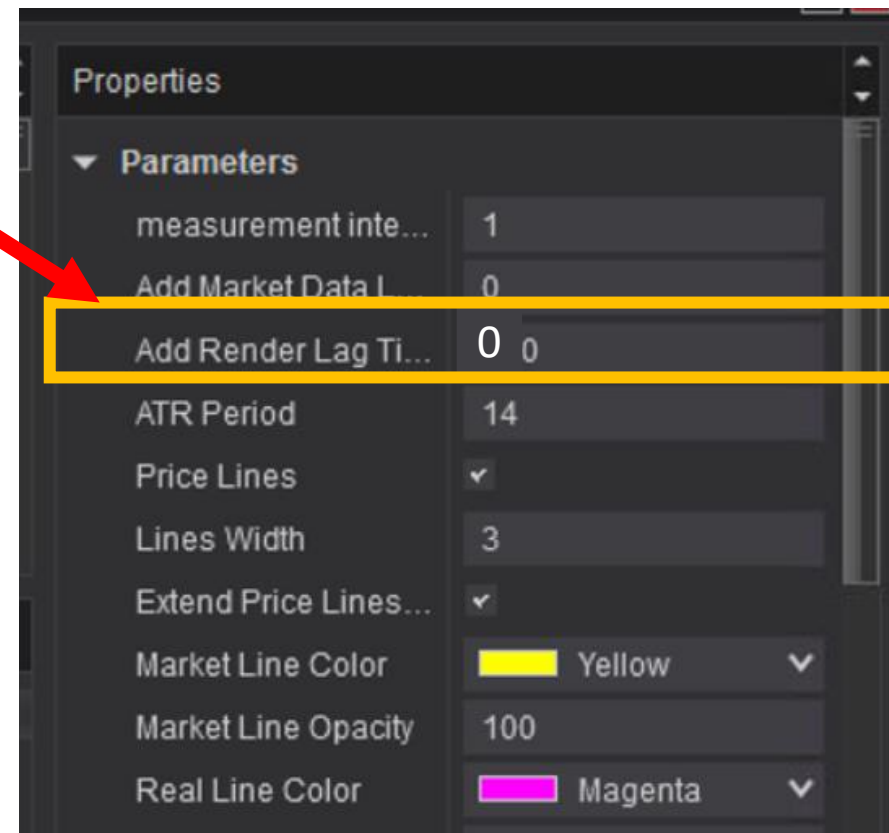 Properties
Parameters
measurement inte... 1
Add Market Data L... 0
Add Render Lag Ti... 0 0
ATR Period 14
Price Lines
Lines Width 3
Extend Price Lines...
Market Line Color Yellow
Market Line Opacity 100
Real Line Color Magenta